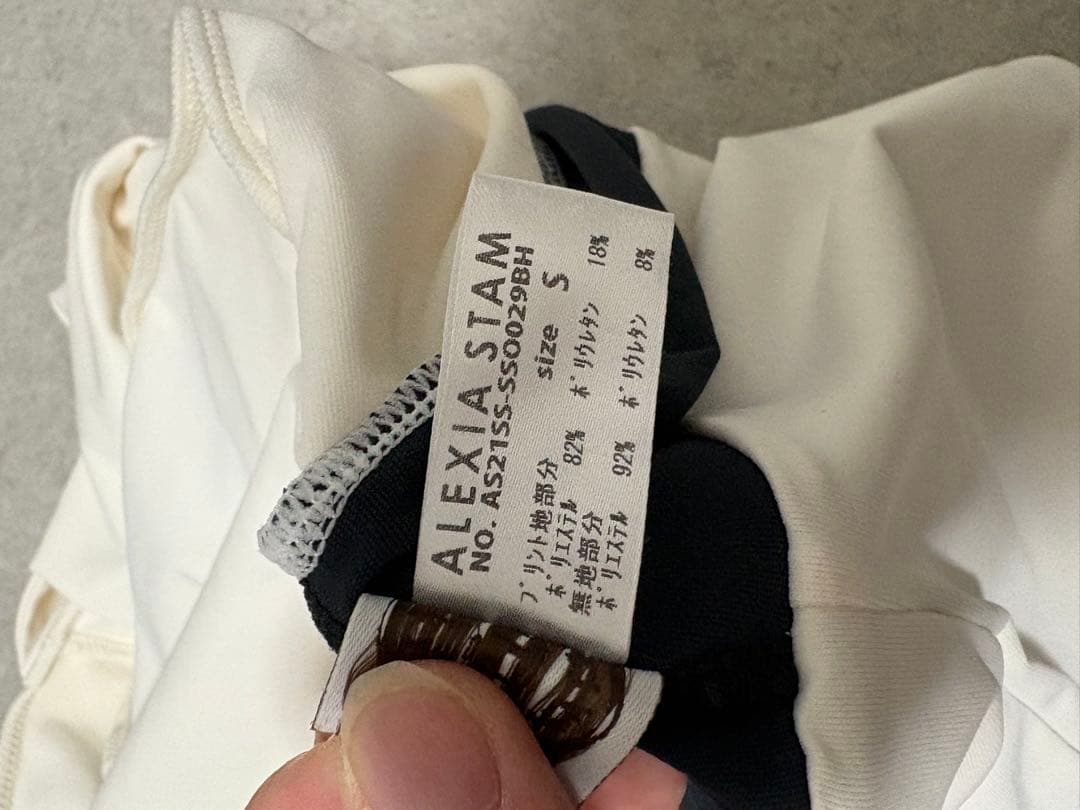 ALEXIA STAM
NO. AS21SS-SSO029BH
size S
プリント地部分
ポリエステル 82% ポリウレタン 18%
無地部分
ポリエステル 92% ポリウレタン 8%